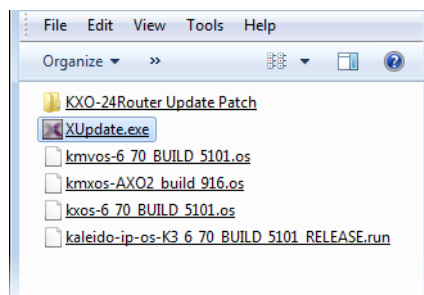 File Edit View Tools Help
Organize »
KXO-24Router Update Patch
XUpdate.exe
kmvos-6_70_BUILD_5101.os
kmxos-AXO2_build_916.os
kxos-6_70_BUILD_5101.os
kaleido-ip-os-K3_6_70_BUILD_5101_RELEASE.run